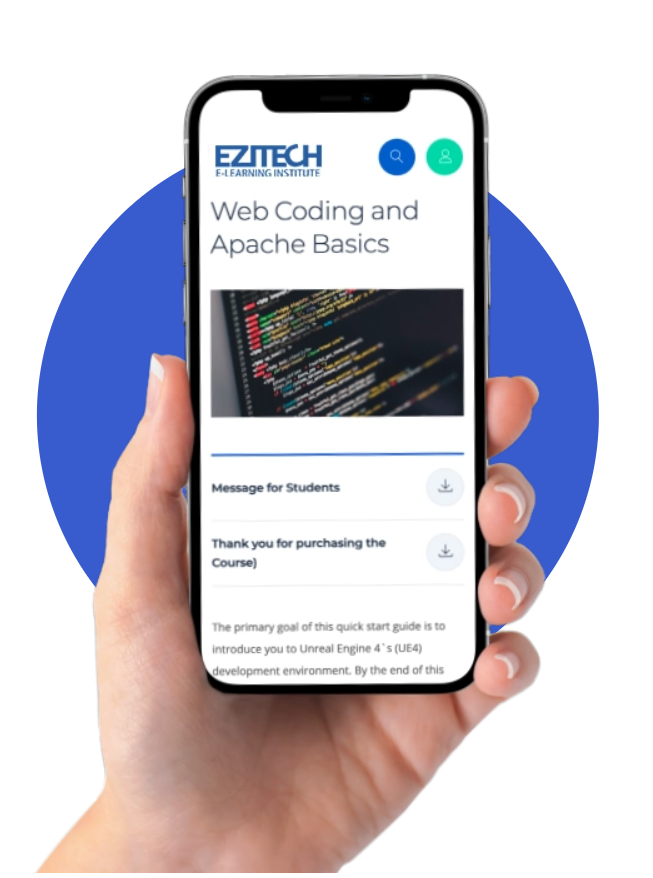 EZITECH
E-LEARNING INSTITUTE
Web Coding and
Apache Basics
Message for Students
Thank you for purchasing the
Course)
The primary goal of this quick start guide is to
introduce you to Unreal Engine 4`s (UE4)
development environment. By the end of this